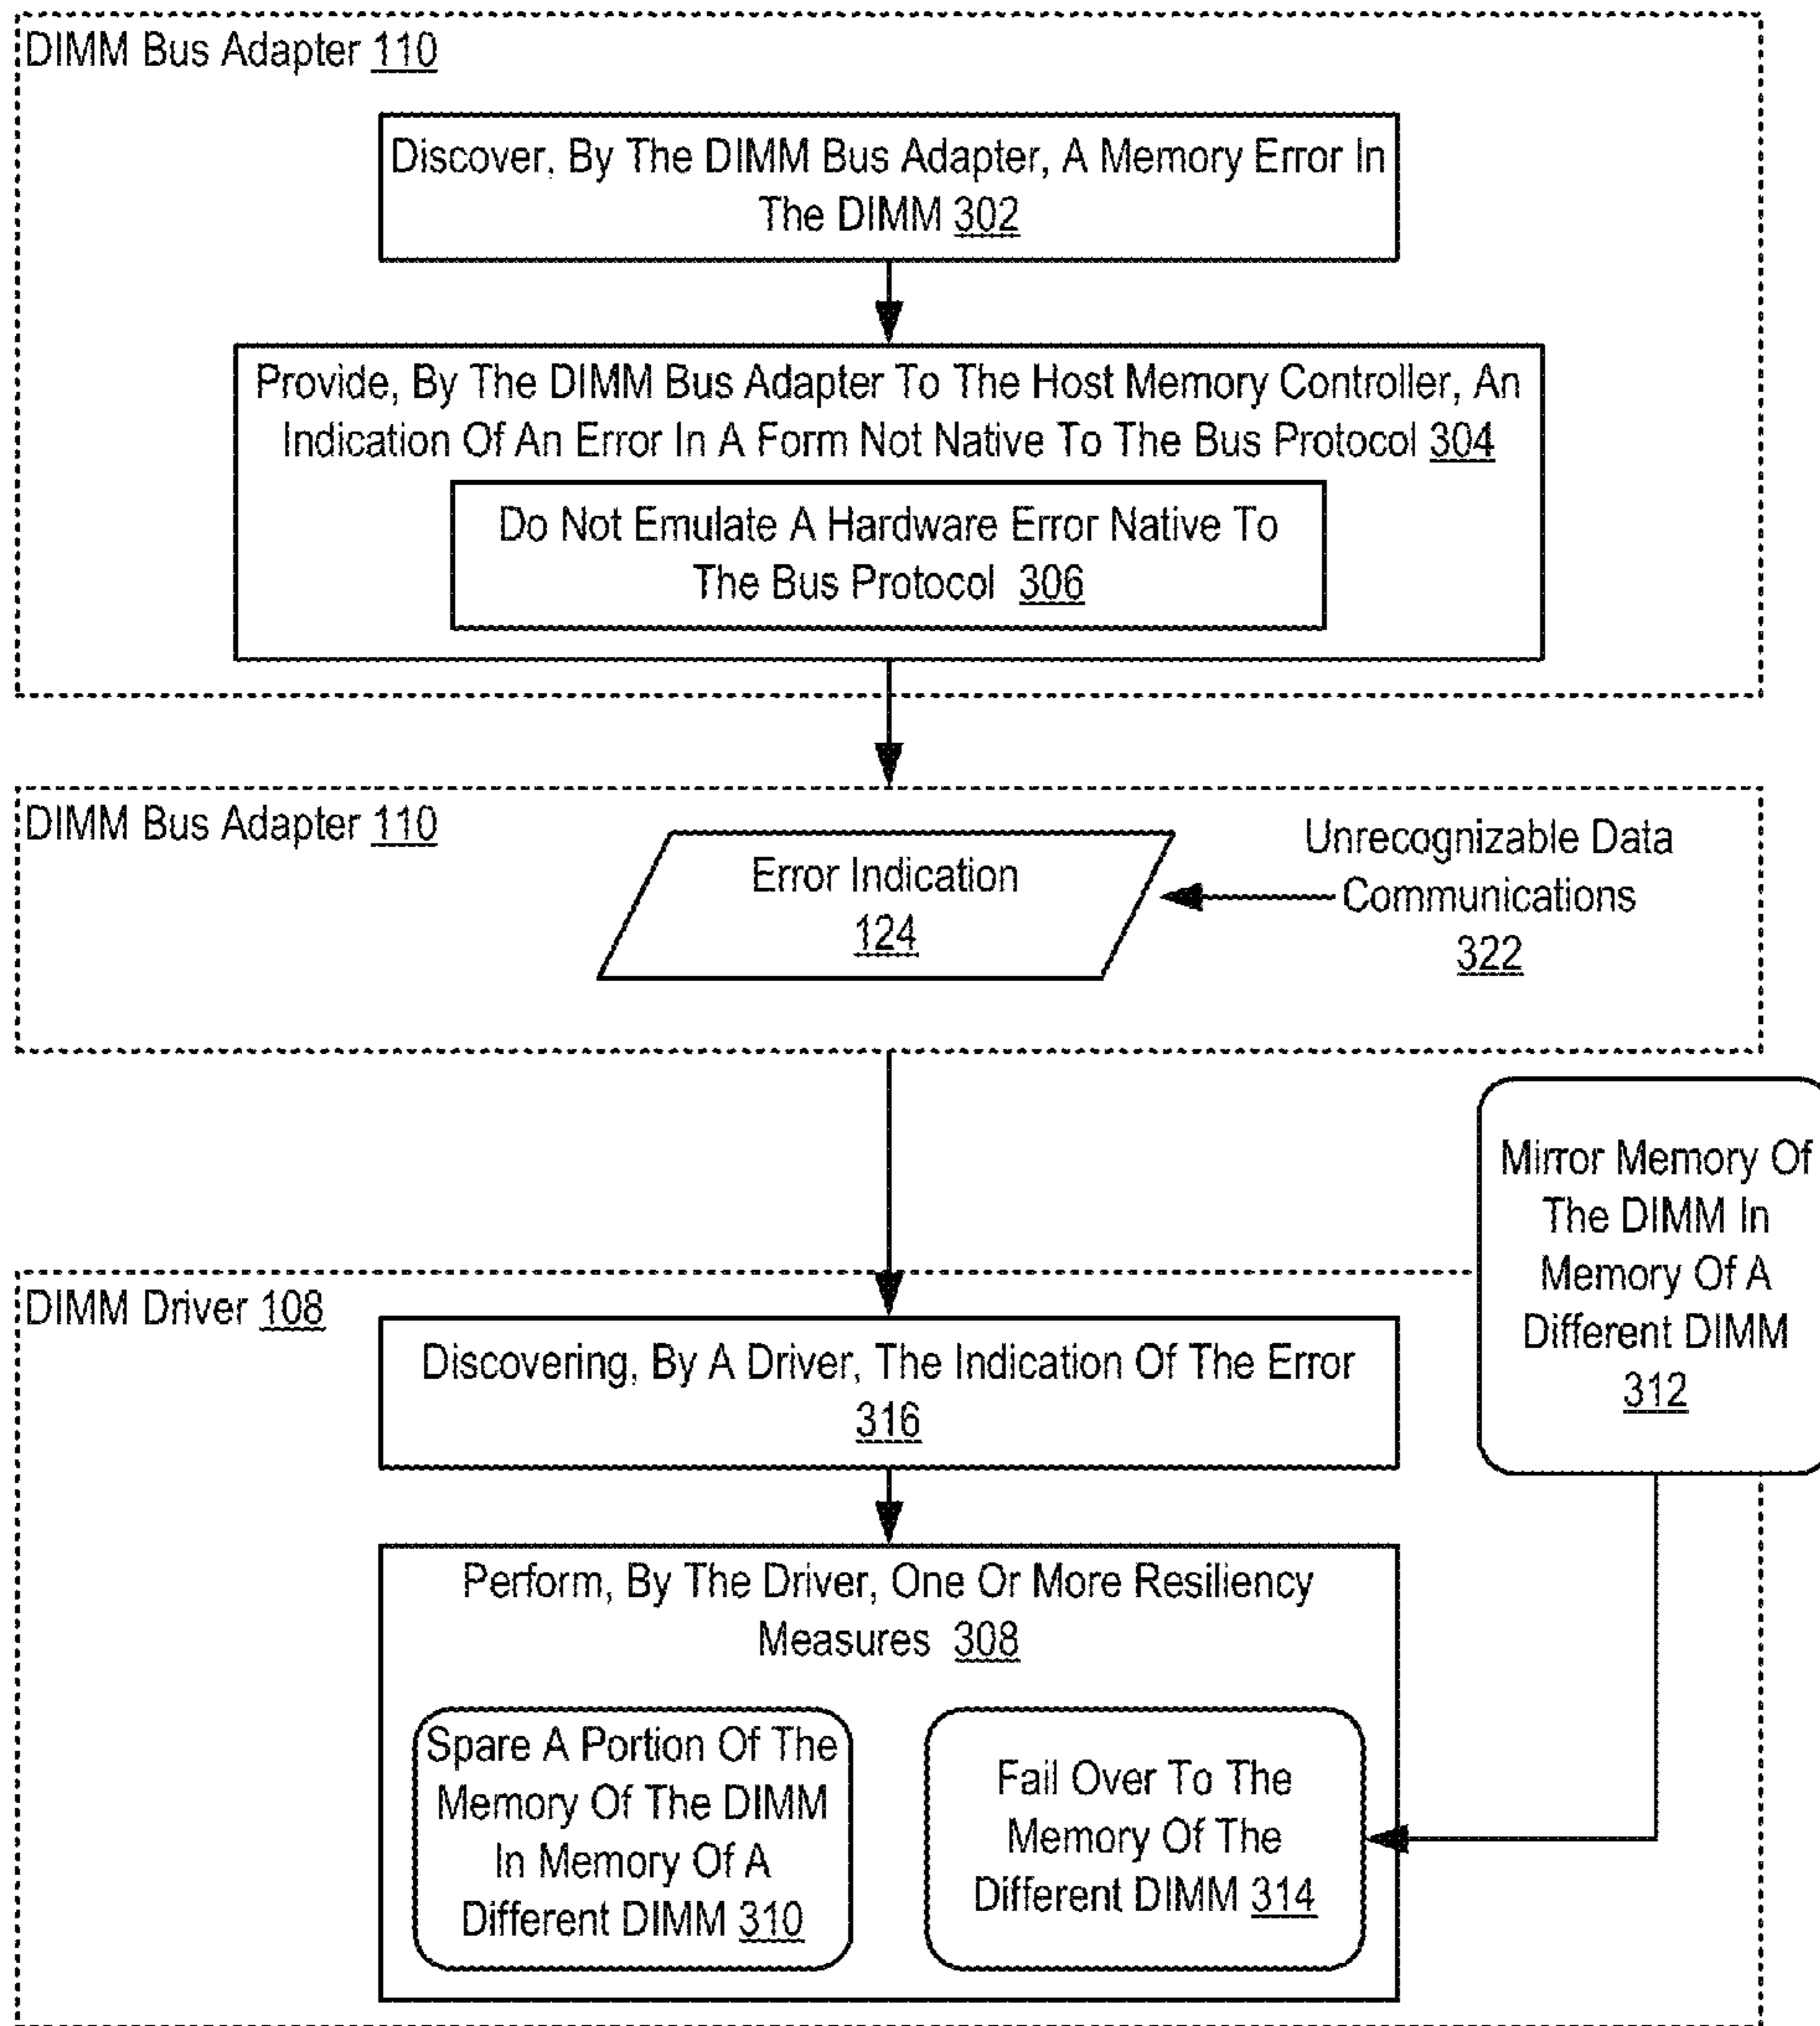 DIMM Bus Adapter 110
Discover, By The DIMM Bus Adapter, A Memory Error In
The DIMM 302
Provide, By The DIMM Bus Adapter To The Host Memory Controller, An
Indication Of An Error In A Form Not Native To The Bus Protocol 304
Do Not Emulate A Hardware Error Native To
The Bus Protocol 306
DIMM Bus Adapter 110
Error Indication
124
Unrecognizable Data
Communications
322
Mirror Memory Of
The DIMM In
Memory Of A
Different DIMM
312
DIMM Driver 108
Discovering, By A Driver, The Indication Of The Error
316
Perform, By The Driver, One Or More Resiliency
Measures 308
Spare A Portion Of The
Memory Of The DIMM
In Memory Of A
Different DIMM 310
Fail Over To The
Memory Of The
Different DIMM 314